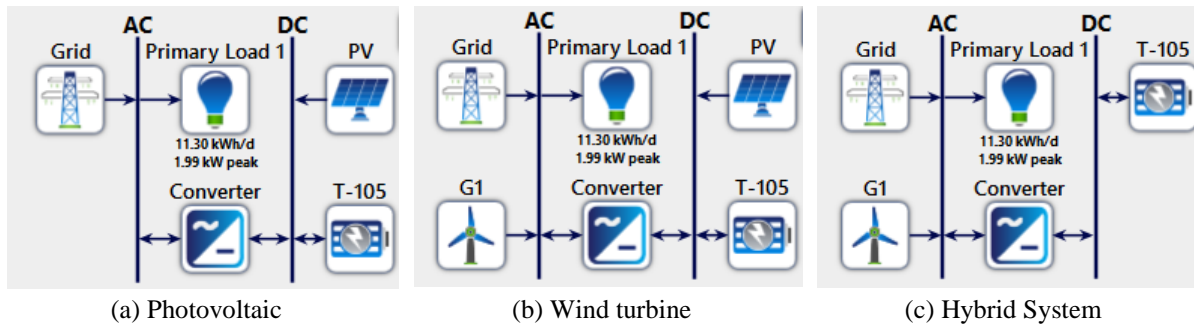 AC DC
Grid Primary Load 1 PV
11.30 kWh/d
1.99 kW peak
Converter T-105
(a) Photovoltaic
AC DC
Grid Primary Load 1 PV
11.30 kWh/d
1.99 kW peak
G1 Converter T-105
(b) Wind turbine
AC DC
Grid Primary Load 1 T-105
11.30 kWh/d
1.99 kW peak
G1 Converter
(c) Hybrid System